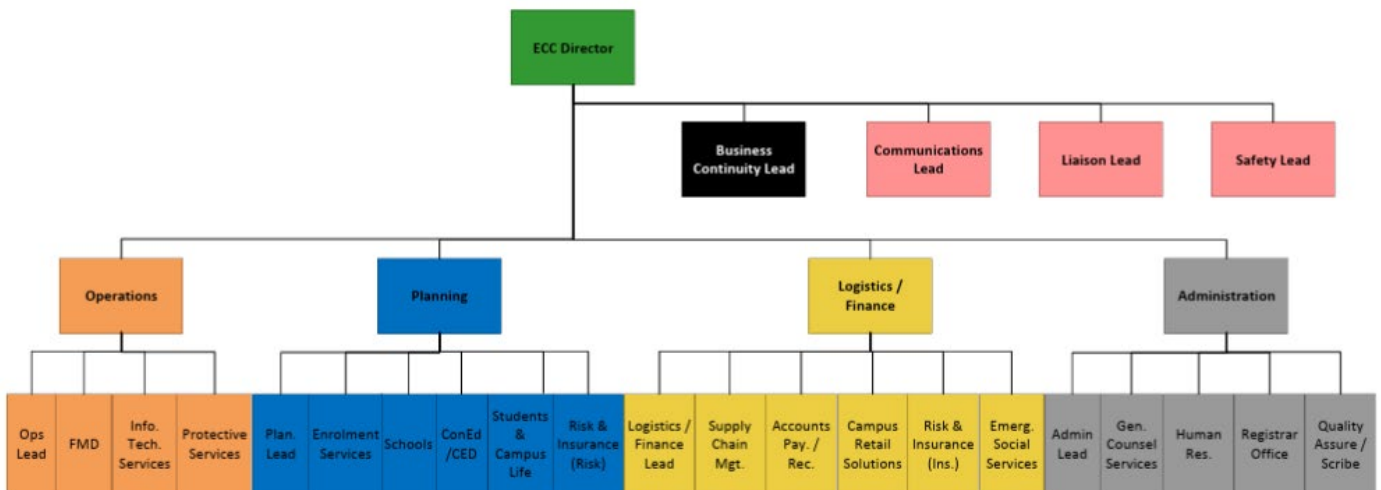 ECC Director
Business
Continuity Lead
Communications
Lead
Liaison Lead
Safety Lead
Operations
Planning
Logistics /
Finance
Administration
Ops
Lead
FMD
Info.
Tech.
Services
Protective
Services
Plan.
Lead
Enrolment
Services
Schools
ConEd
/CED
Students
&
Campus
Life
Risk &
Insurance
(Risk)
Logistics /
Finance
Lead
Supply
Chain
Mgt.
Accounts
Pay. /
Rec.
Campus
Retail
Solutions
Risk &
Insurance
(Ins.)
Emerg.
Social
Services
Admin
Lead
Gen.
Counsel
Services
Human
Res.
Registrar
Office
Quality
Assure /
Scribe